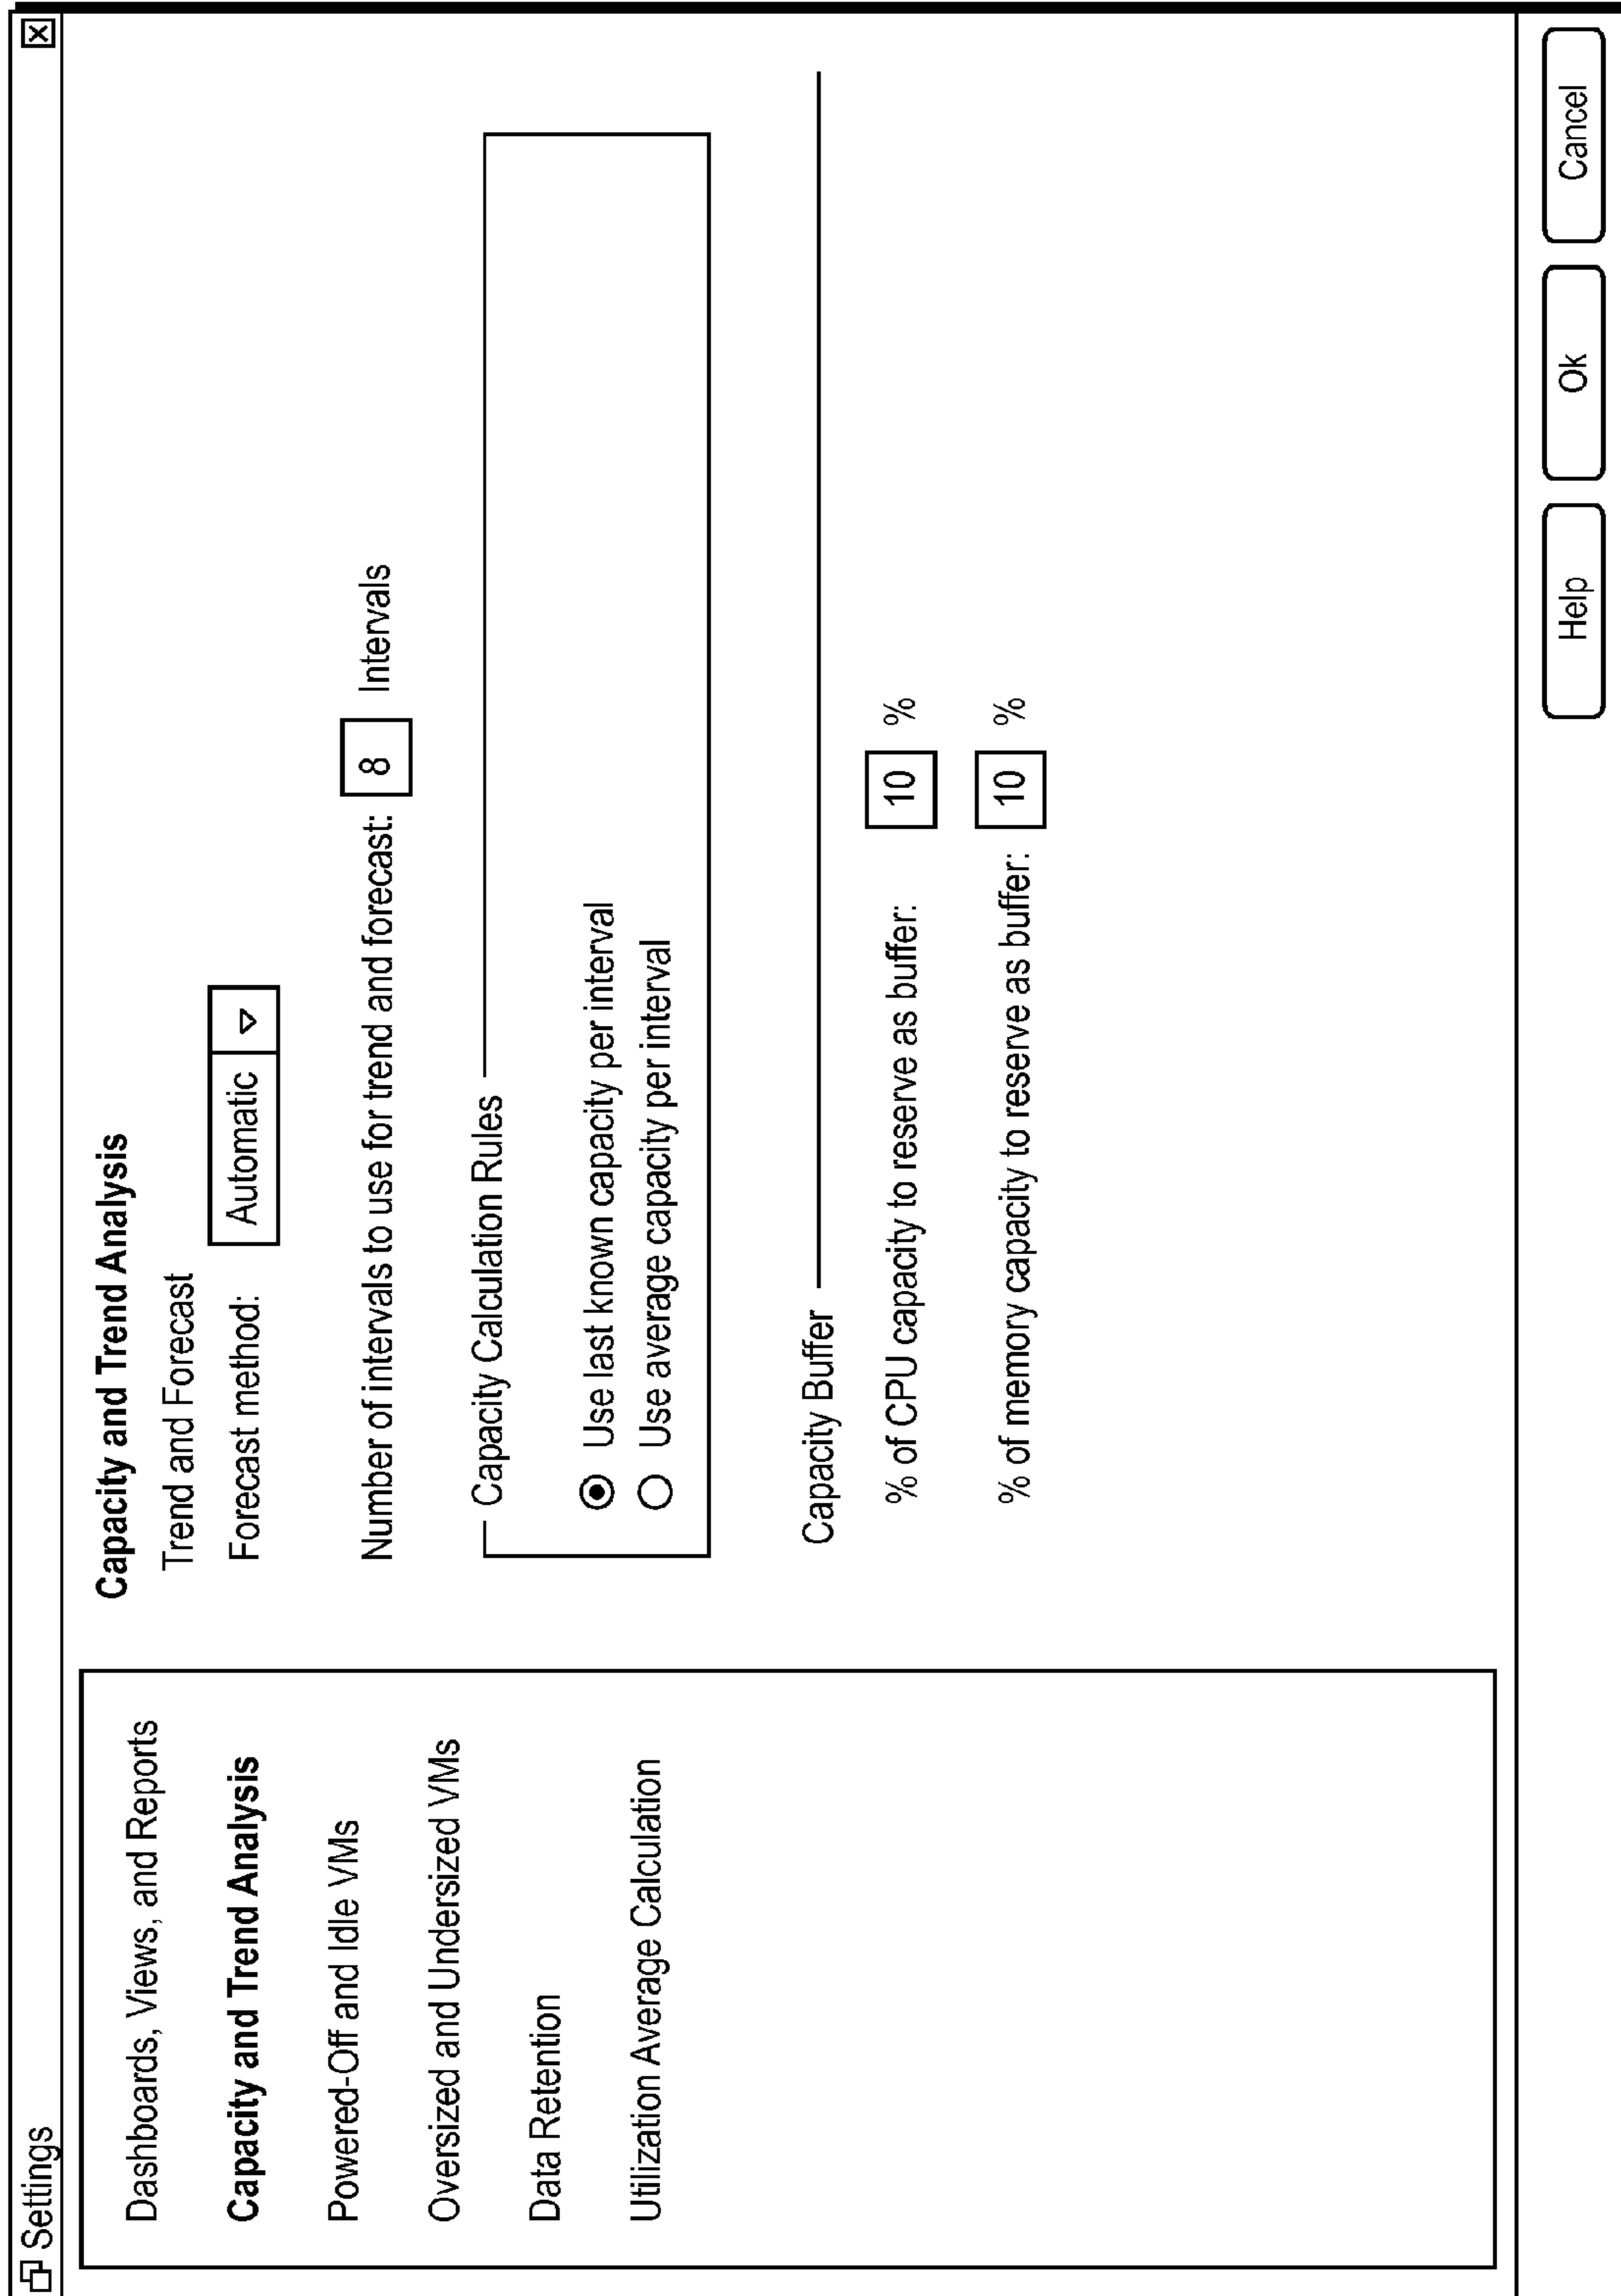 Settings
Dashboards, Views, and Reports
Capacity and Trend Analysis
Powered-Off and Idle VMs
Oversized and Undersized VMs
Data Retention
Utilization Average Calculation
Capacity and Trend Analysis
Trend and Forecast
Forecast method: Automatic
Number of intervals to use for trend and forecast: 8 Intervals
Capacity Calculation Rules
Use last known capacity per interval
Use average capacity per interval
Capacity Buffer
% of CPU capacity to reserve as buffer: 10 %
% of memory capacity to reserve as buffer: 10 %
Help Ok Cancel